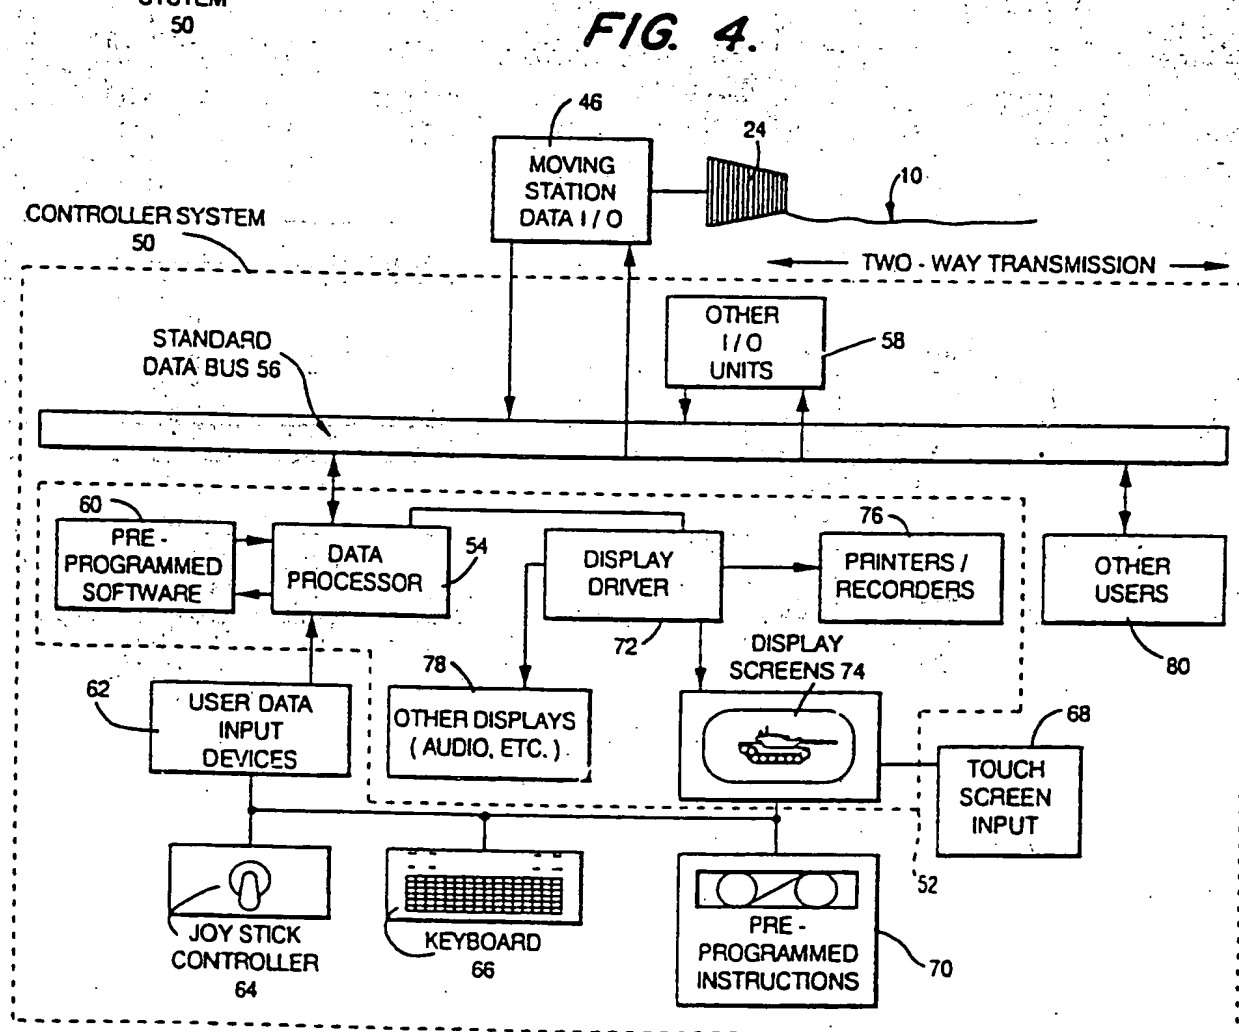 SYSTEM
50
FIG. 4.
46
MOVING
STATION
DATA I/O
24
10
CONTROLLER SYSTEM
50
TWO-WAY TRANSMISSION
OTHER
I/O
UNITS
58
STANDARD
DATA BUS 56
60
PRE-
PROGRAMMED
SOFTWARE
DATA
PROCESSOR
54
DISPLAY
DRIVER
72
76
PRINTERS/
RECORDERS
OTHER
USERS
80
62
USER DATA
INPUT
DEVICES
78
OTHER DISPLAYS
(AUDIO, ETC.)
DISPLAY
SCREENS 74
68
TOUCH
SCREEN
INPUT
52
JOY STICK
CONTROLLER
64
KEYBOARD
66
PRE-
PROGRAMMED
INSTRUCTIONS
70